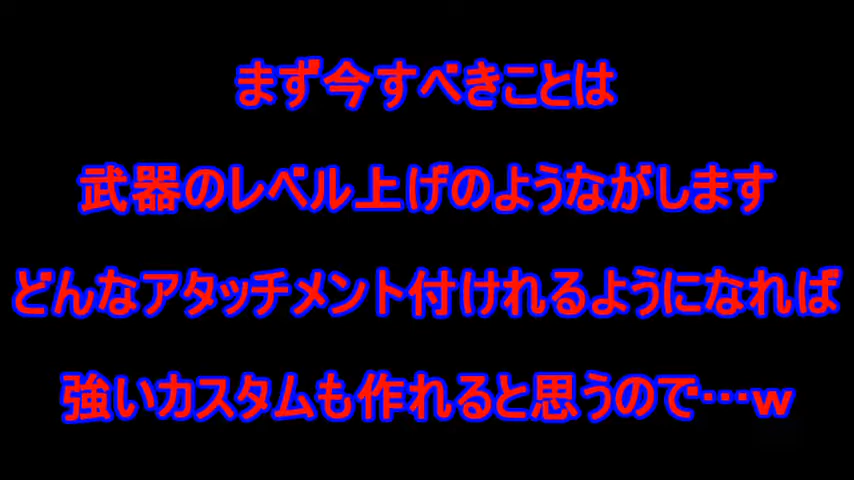 まず今すべきことは
武器のレベル上げのようながします
どんなアタッチメント付けれるようになれば
強いカスタムも作れると思うので…w